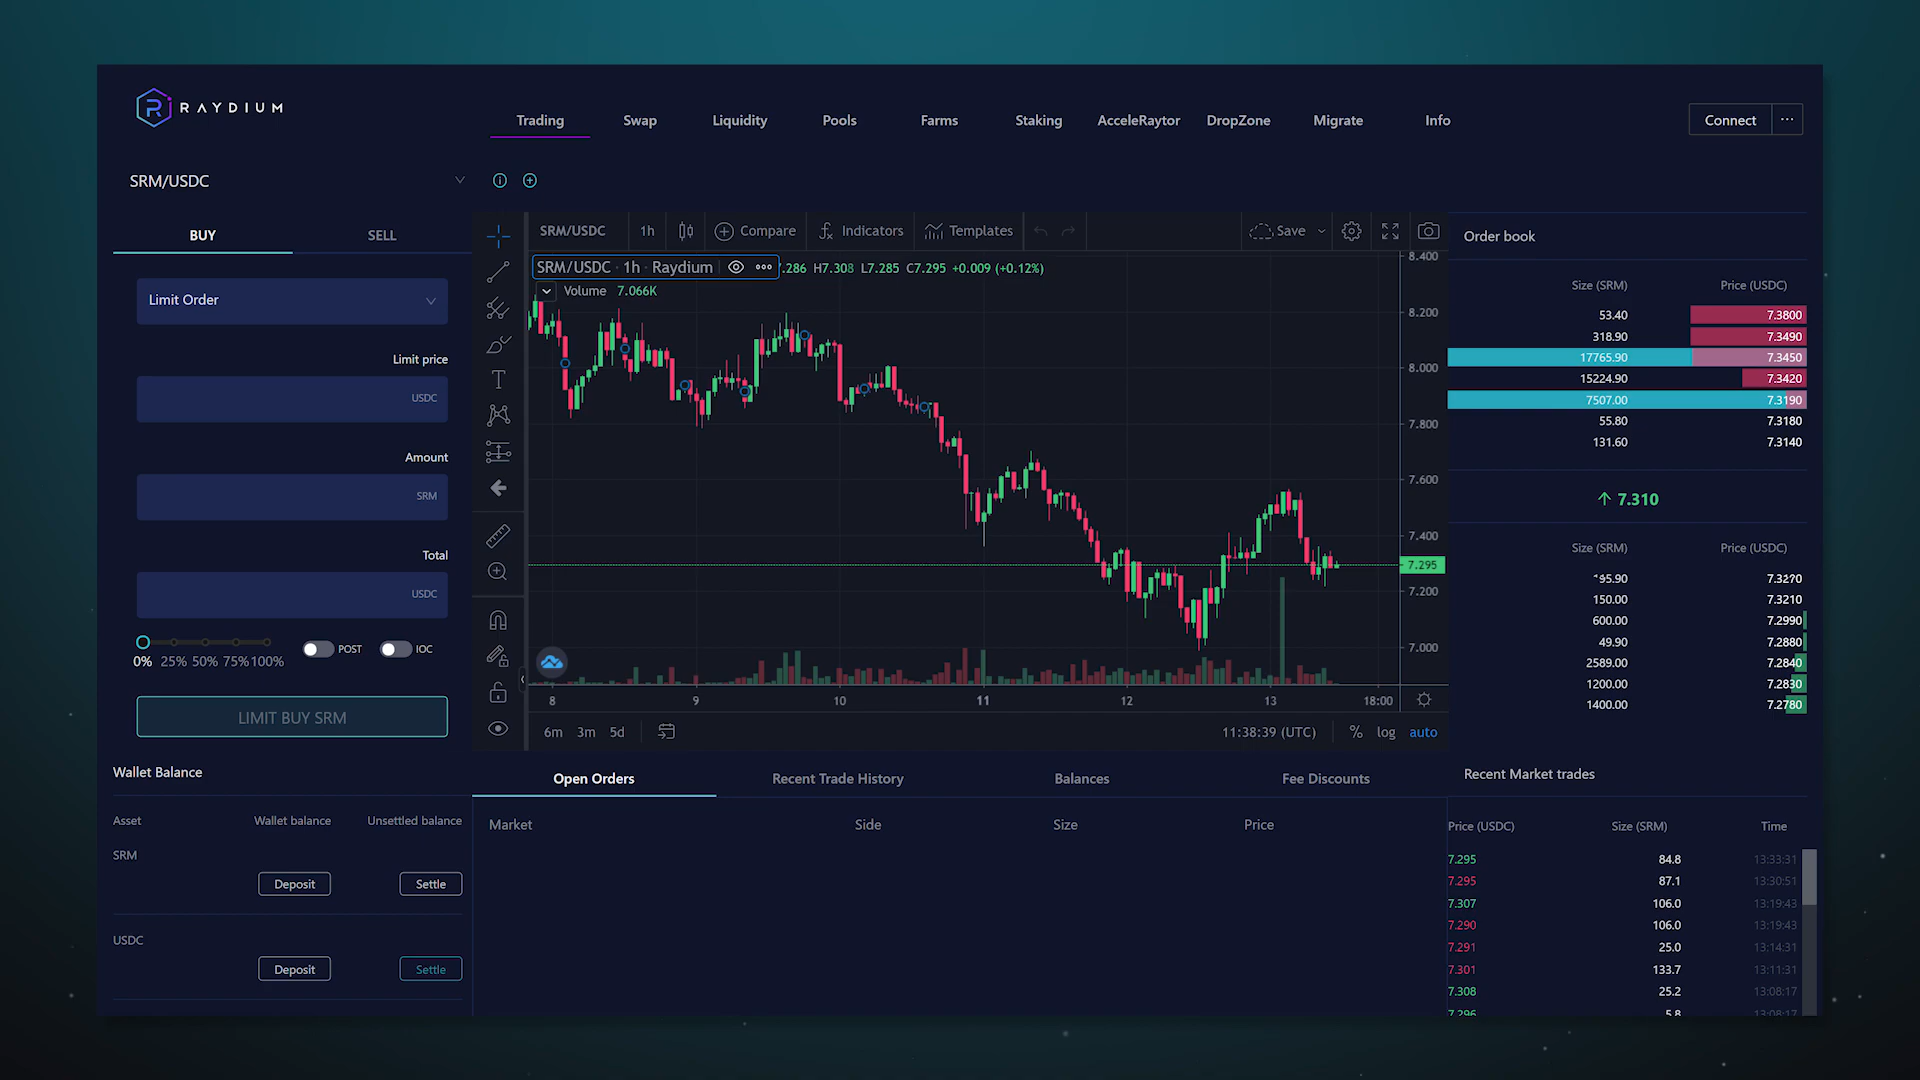 RAYDIUM
Trading Swap Liquidity Pools Farms Staking AcceleRaytor DropZone Migrate Info
Connect ...
SRM/USDC
BUY SELL
Limit Order
Limit price
USDC
Amount
SRM
Total
USDC
0% 25% 50% 75% 100%
POST IOC
LIMIT BUY SRM
SRM/USDC 1h Compare Indicators Templates Save
SRM/USDC · 1h · Raydium .286 H7.308 L7.285 C7.295 +0.009 (+0.12%)
Volume 7.066K
8.400
8.200
8.000
7.800
7.600
7.400
7.295
7.200
7.000
8 9 10 11 12 13 18:00
6m 3m 5d 11:38:39 (UTC) % log auto
Order book
Size (SRM) Price (USDC)
53.40 7.3800
318.90 7.3490
17765.90 7.3450
15224.90 7.3420
7507.00 7.3190
55.80 7.3180
131.60 7.3140
↑ 7.310
Size (SRM) Price (USDC)
7.3270
150.00 7.3210
600.00 7.2990
49.90 7.2880
2589.00 7.2840
1200.00 7.2830
1400.00 7.2780
Wallet Balance
Asset Wallet balance Unsettled balance
SRM
Deposit Settle
USDC
Deposit Settle
Open Orders Recent Trade History Balances Fee Discounts
Market Side Size Price
Recent Market trades
Price (USDC) Size (SRM) Time
7.295 84.8 13:33:31
7.295 87.1 13:30:51
7.307 106.0 13:19:43
7.290 106.0 13:19:43
7.291 25.0 13:14:31
7.301 133.7 13:11:31
7.308 25.2 13:08:17
7.296 5.8 13:08:17